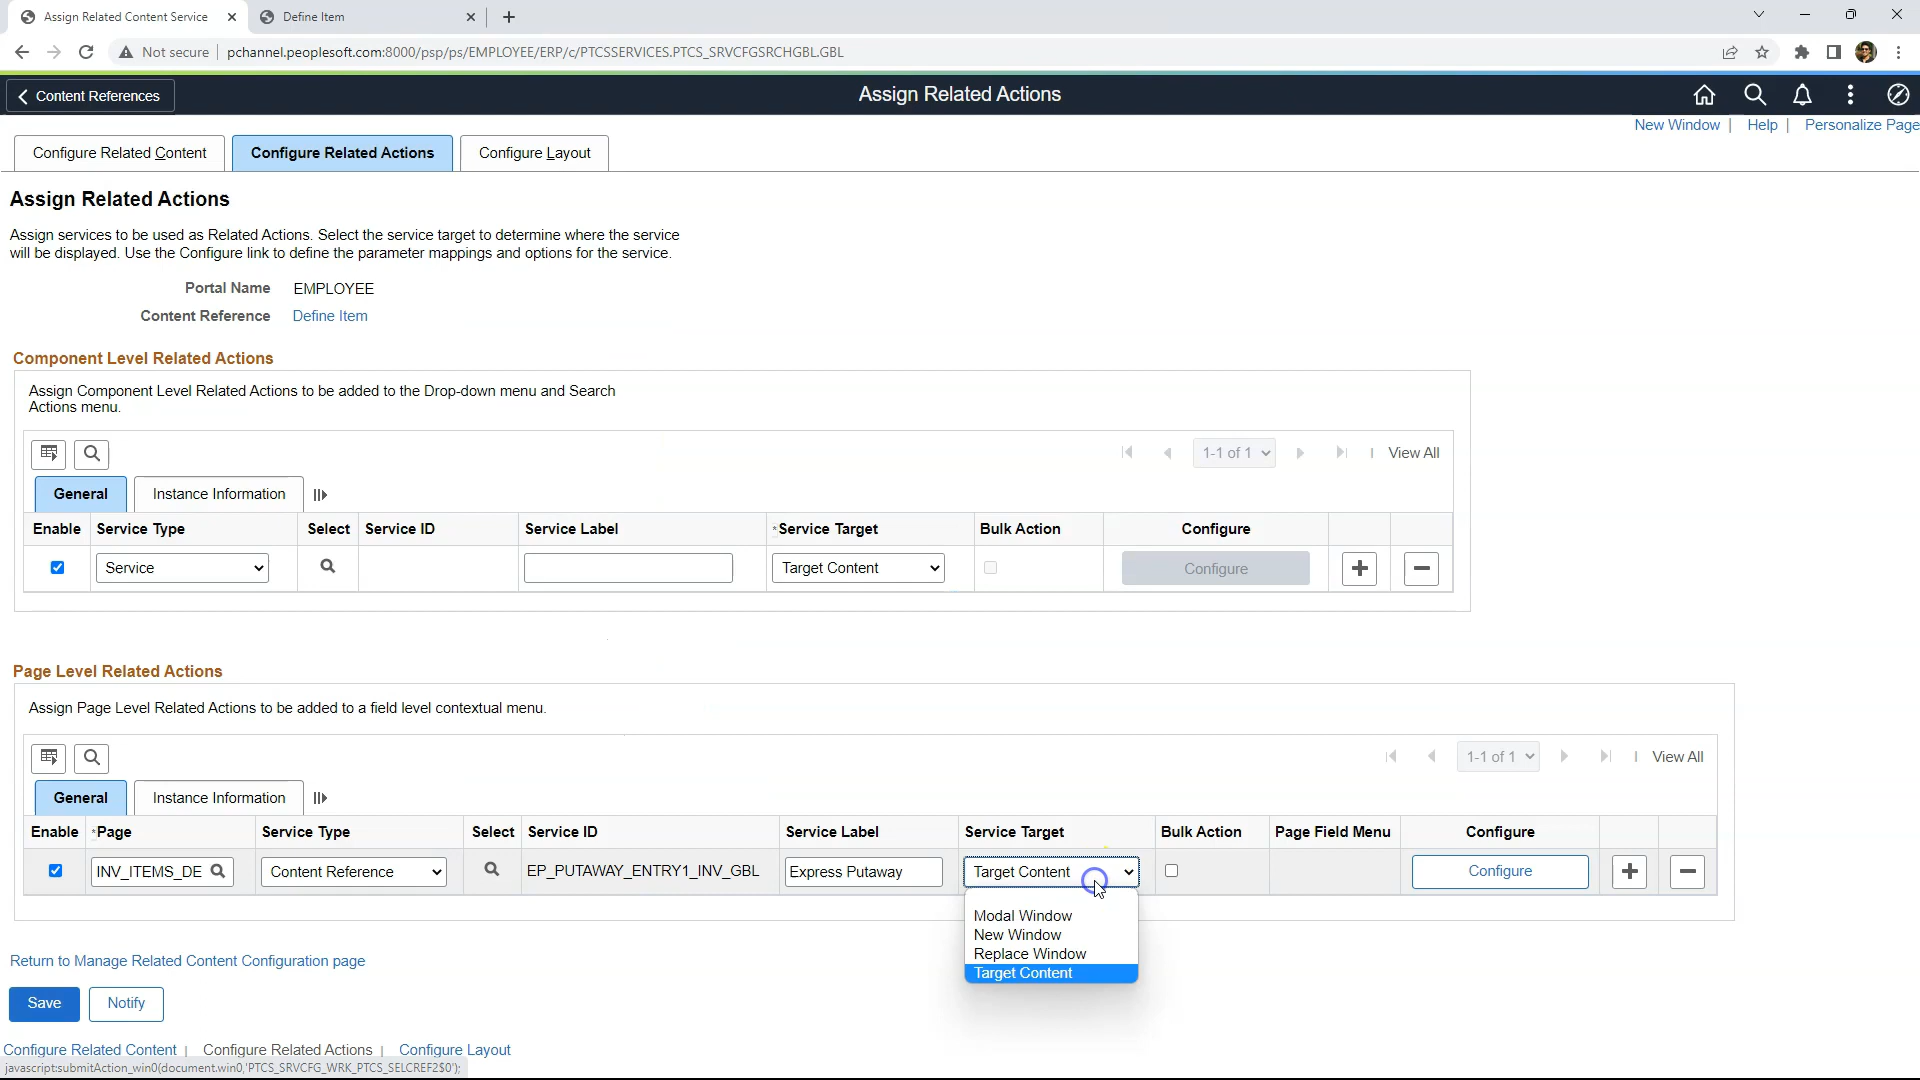 Assign Related Content Service
Define Item
Not secure
pchannel.peoplesoft.com:8000/psp/ps/EMPLOYEE/ERP/c/PTCSSERVICES.PTCS_SRVCFGSRCHGBL.GBL
Content References
Assign Related Actions
New Window | Help | Personalize Page
Configure Related Content
Configure Related Actions
Configure Layout
Assign Related Actions
Assign services to be used as Related Actions. Select the service target to determine where the service
will be displayed. Use the Configure link to define the parameter mappings and options for the service.
Portal Name EMPLOYEE
Content Reference Define Item
Component Level Related Actions
Assign Component Level Related Actions to be added to the Drop-down menu and Search
Actions menu.
1-1 of 1 | View All
General Instance Information
Enable Service Type Select Service ID Service Label *Service Target Bulk Action Configure
Service Target Content Configure
Page Level Related Actions
Assign Page Level Related Actions to be added to a field level contextual menu.
1-1 of 1 | View All
General Instance Information
Enable *Page Service Type Select Service ID Service Label Service Target Bulk Action Page Field Menu Configure
INV_ITEMS_DE Content Reference EP_PUTAWAY_ENTRY1_INV_GBL Express Putaway Target Content Configure
Modal Window
New Window
Replace Window
Target Content
Return to Manage Related Content Configuration page
Save Notify
Configure Related Content | Configure Related Actions | Configure Layout
javascript:submitAction_win0(document.win0,'PTCS_SRVCFG_WRK_PTCS_SELCREF2$0');